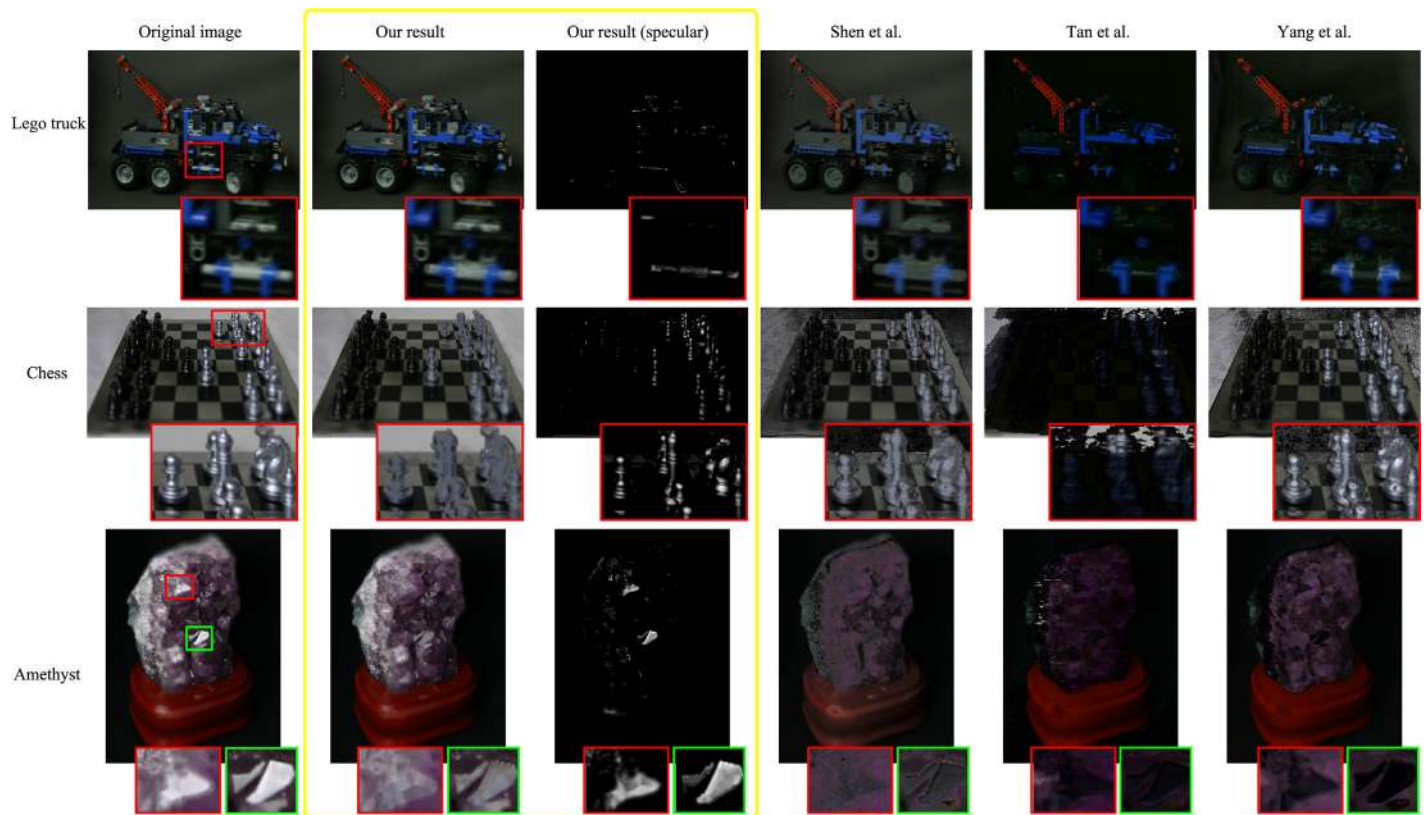 Original image
Our result
Our result (specular)
Shen et al.
Tan et al.
Yang et al.
Lego truck
Chess
Amethyst